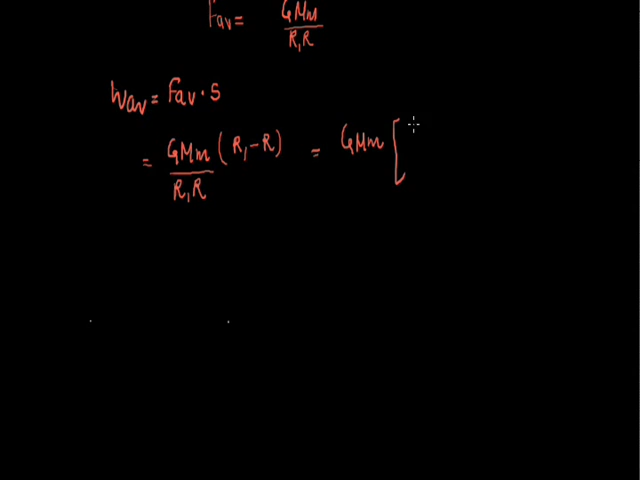 Fav = GMm / R₁R
Wav = Fav · S
= GMm / R₁R (R₁ - R) = GMm [